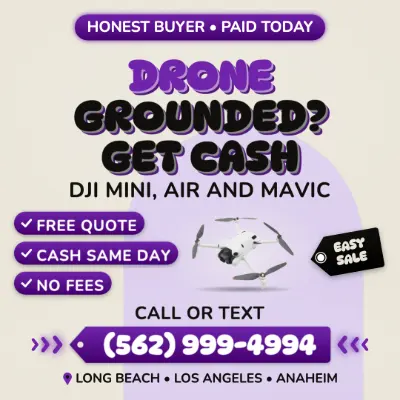 HONEST BUYER • PAID TODAY
DRONE
GROUNDED?
GET CASH
DJI MINI, AIR AND MAVIC
FREE QUOTE
CASH SAME DAY
NO FEES
EASY
SALE
CALL OR TEXT
(562) 999-4994
LONG BEACH • LOS ANGELES • ANAHEIM